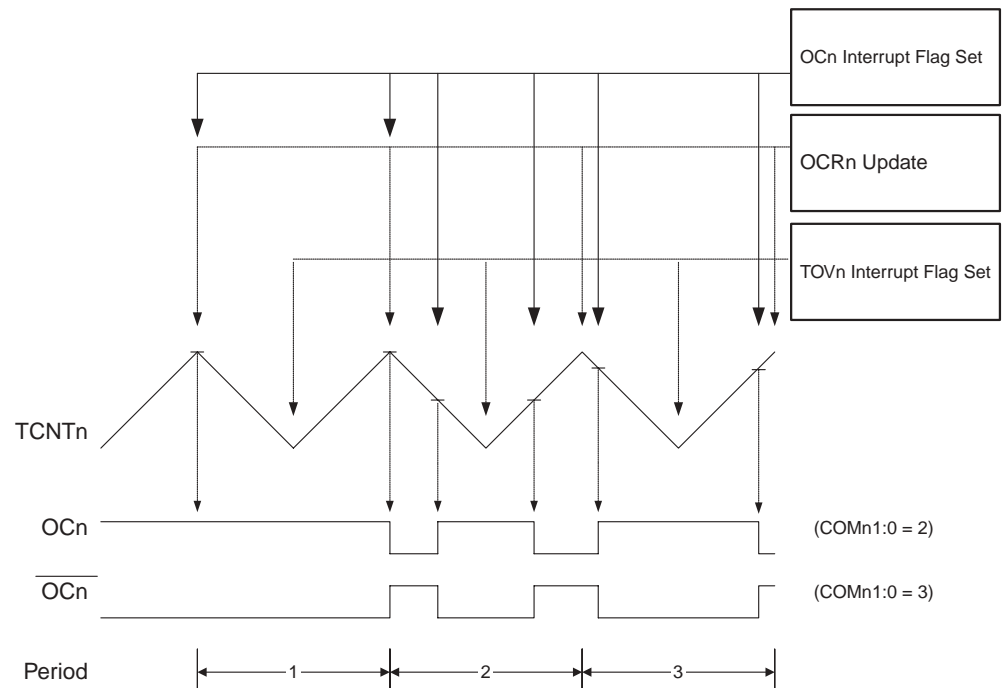 OCn Interrupt Flag Set
OCRn Update
TOVn Interrupt Flag Set
TCNTn
OCn
(COMn1:0 = 2)
OCn
(COMn1:0 = 3)
Period
1
2
3